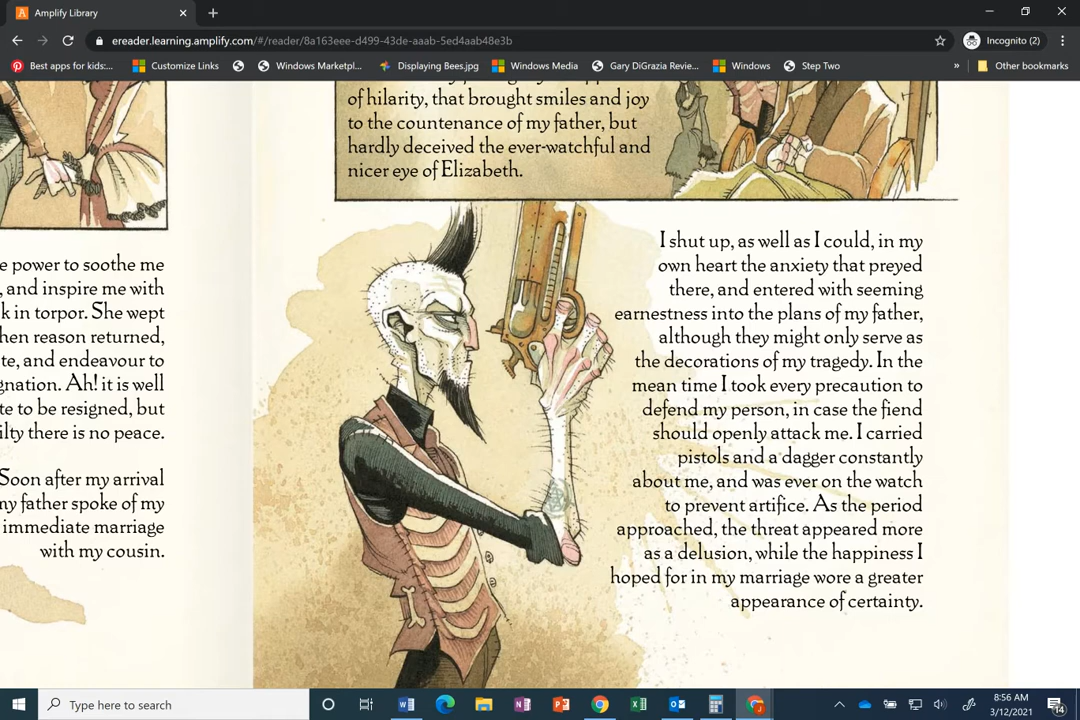 Amplify Library
ereader.learning.amplify.com/#/reader/8a163eee-d499-43de-aaab-5ed4aab48e3b
Incognito (2)
Best apps for kids:...
Customize Links
Windows Marketpl...
Displaying Bees.jpg
Windows Media
Gary DiGrazia Revie...
Windows
Step Two
»
Other bookmarks
of hilarity, that brought smiles and joy
to the countenance of my father, but
hardly deceived the ever-watchful and
nicer eye of Elizabeth.
e power to soothe me
, and inspire me with
k in torpor. She wept
hen reason returned,
te, and endeavour to
gnation. Ah! it is well
te to be resigned, but
ilty there is no peace.
Soon after my arrival
my father spoke of my
immediate marriage
with my cousin.
I shut up, as well as I could, in my
own heart the anxiety that preyed
there, and entered with seeming
earnestness into the plans of my father,
although they might only serve as
the decorations of my tragedy. In the
mean time I took every precaution to
defend my person, in case the fiend
should openly attack me. I carried
pistols and a dagger constantly
about me, and was ever on the watch
to prevent artifice. As the period
approached, the threat appeared more
as a delusion, while the happiness I
hoped for in my marriage wore a greater
appearance of certainty.
Type here to search
8:56 AM
3/12/2021
14